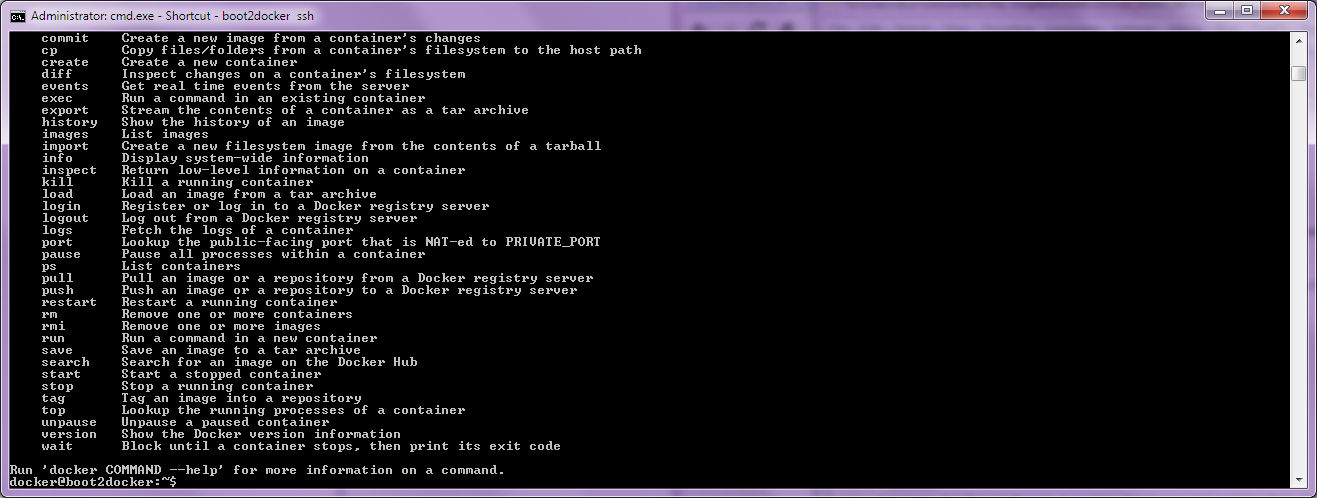 Administrator: cmd.exe - Shortcut - boot2docker ssh
commit Create a new image from a container's changes
cp Copy files/folders from a container's filesystem to the host path
create Create a new container
diff Inspect changes on a container's filesystem
events Get real time events from the server
exec Run a command in an existing container
export Stream the contents of a container as a tar archive
history Show the history of an image
images List images
import Create a new filesystem image from the contents of a tarball
info Display system-wide information
inspect Return low-level information on a container
kill Kill a running container
load Load an image from a tar archive
login Register or log in to a Docker registry server
logout Log out from a Docker registry server
logs Fetch the logs of a container
port Lookup the public-facing port that is NAT-ed to PRIVATE_PORT
pause Pause all processes within a container
ps List containers
pull Pull an image or a repository from a Docker registry server
push Push an image or a repository to a Docker registry server
restart Restart a running container
rm Remove one or more containers
rmi Remove one or more images
run Run a command in a new container
save Save an image to a tar archive
search Search for an image on the Docker Hub
start Start a stopped container
stop Stop a running container
tag Tag an image into a repository
top Lookup the running processes of a container
unpause Unpause a paused container
version Show the Docker version information
wait Block until a container stops, then print its exit code
Run 'docker COMMAND --help' for more information on a command.
docker@boot2docker:~$